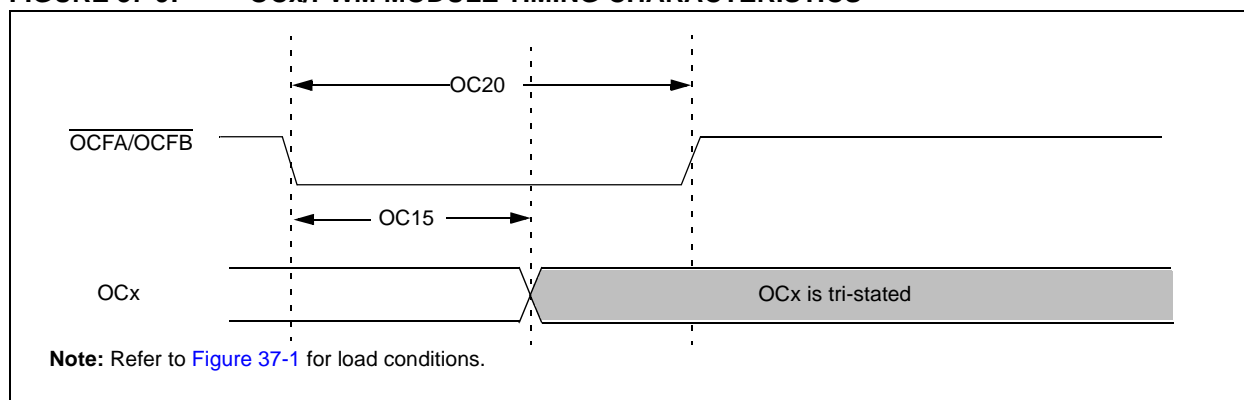 OC20
OCFA/OCFB
OC15
OCx
OCx is tri-stated
Note: Refer to Figure 37-1 for load conditions.